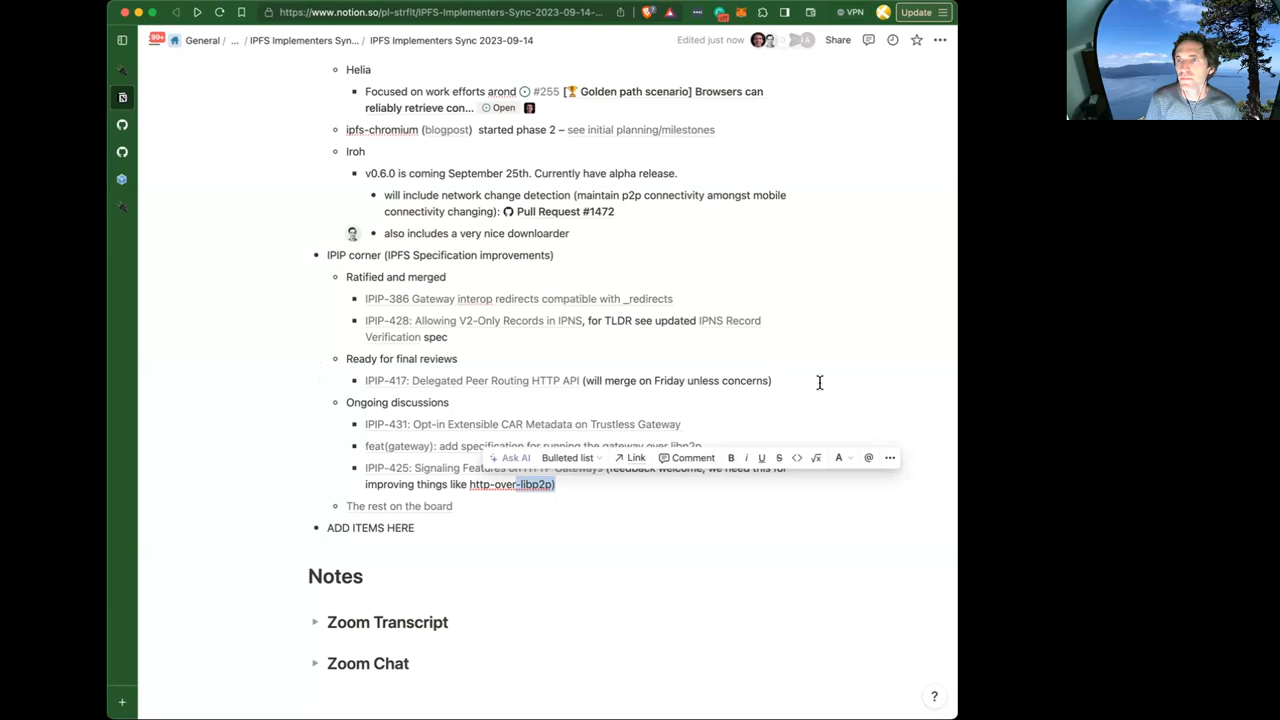 https://www.notion.so/pl-strflt/IPFS-Implementers-Sync-2023-09-14-...
VPN
Update
99+
General / ... / IPFS Implementers Syn... / IPFS Implementers Sync 2023-09-14
Edited just now
Share
Helia
Focused on work efforts arond #255 [🏆 Golden path scenario] Browsers can
reliably retrieve con... Open
ipfs-chromium (blogpost) started phase 2 – see initial planning/milestones
Iroh
v0.6.0 is coming September 25th. Currently have alpha release.
will include network change detection (maintain p2p connectivity amongst mobile
connectivity changing): Pull Request #1472
also includes a very nice downloarder
IPIP corner (IPFS Specification improvements)
Ratified and merged
IPIP-386 Gateway interop redirects compatible with _redirects
IPIP-428: Allowing V2-Only Records in IPNS, for TLDR see updated IPNS Record
Verification spec
Ready for final reviews
IPIP-417: Delegated Peer Routing HTTP API (will merge on Friday unless concerns)
Ongoing discussions
IPIP-431: Opt-in Extensible CAR Metadata on Trustless Gateway
feat(gateway): add specification for running the gateway over libp2p
Ask AI Bulleted list Link Comment B i U S <> √x A @ •••
IPIP-425: Signaling Features on HTTP Gateways (feedback welcome, we need this for
improving things like http-over-libp2p)
The rest on the board
ADD ITEMS HERE
Notes
Zoom Transcript
Zoom Chat
?